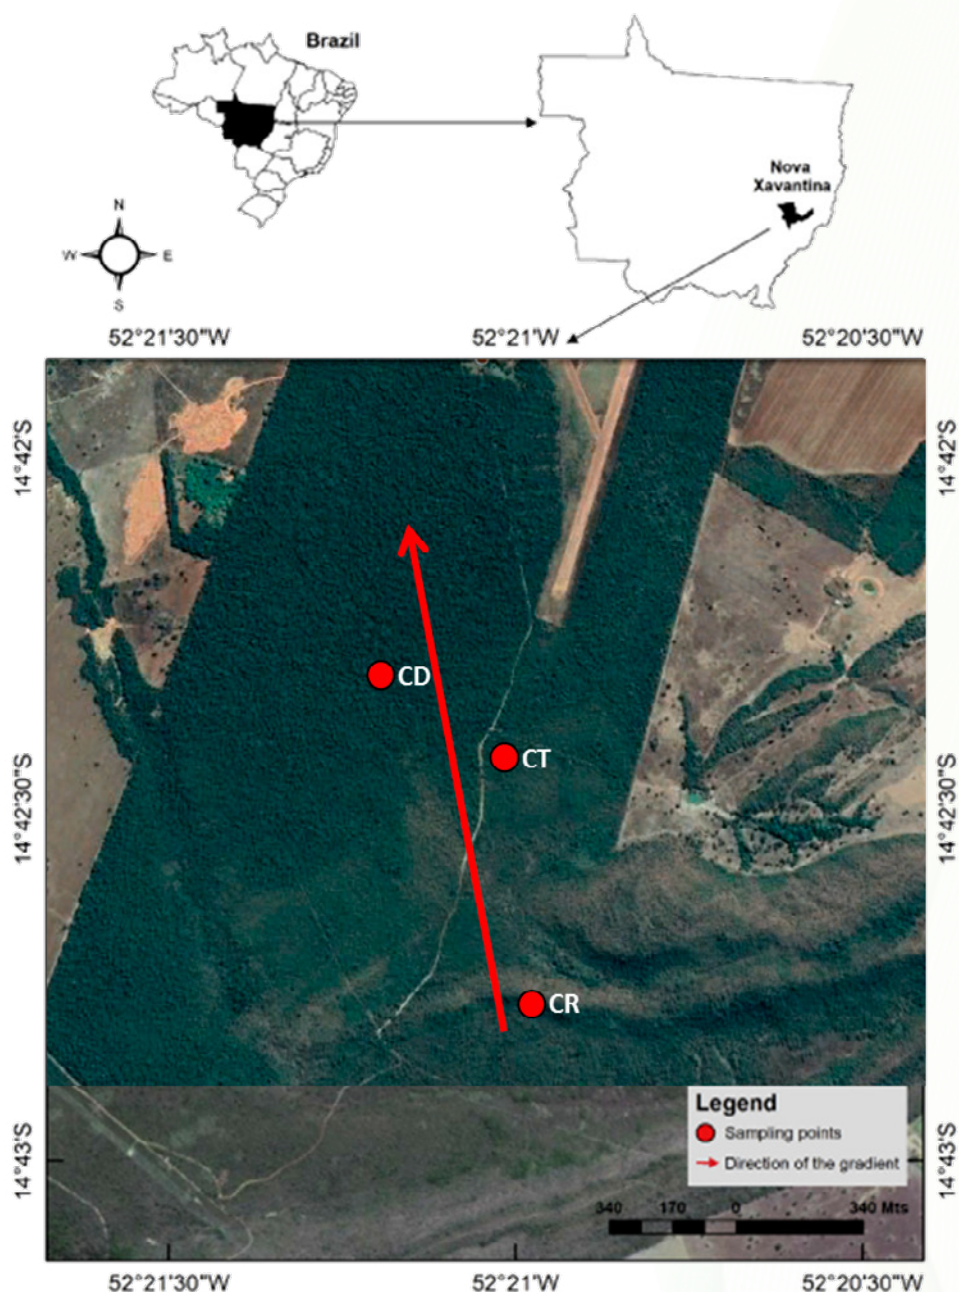 Brazil
Nova
Xavantina
N
W E
S
52°21'30"W 52°21'W 52°20'30"W
14°42'S 14°42'S
CD
CT
14°42'30"S 14°42'30"S
CR
Legend
Sampling points
Direction of the gradient
14°43'S 14°43'S
340 170 0 340 Mts
52°21'30"W 52°21'W 52°20'30"W